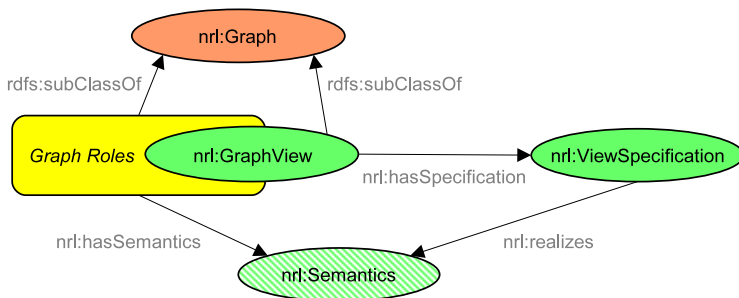 nrl:Graph
rdfs:subClassOf
rdfs:subClassOf
Graph Roles
nrl:GraphView
nrl:ViewSpecification
nrl:hasSpecification
nrl:hasSemantics
nrl:realizes
nrl:Semantics